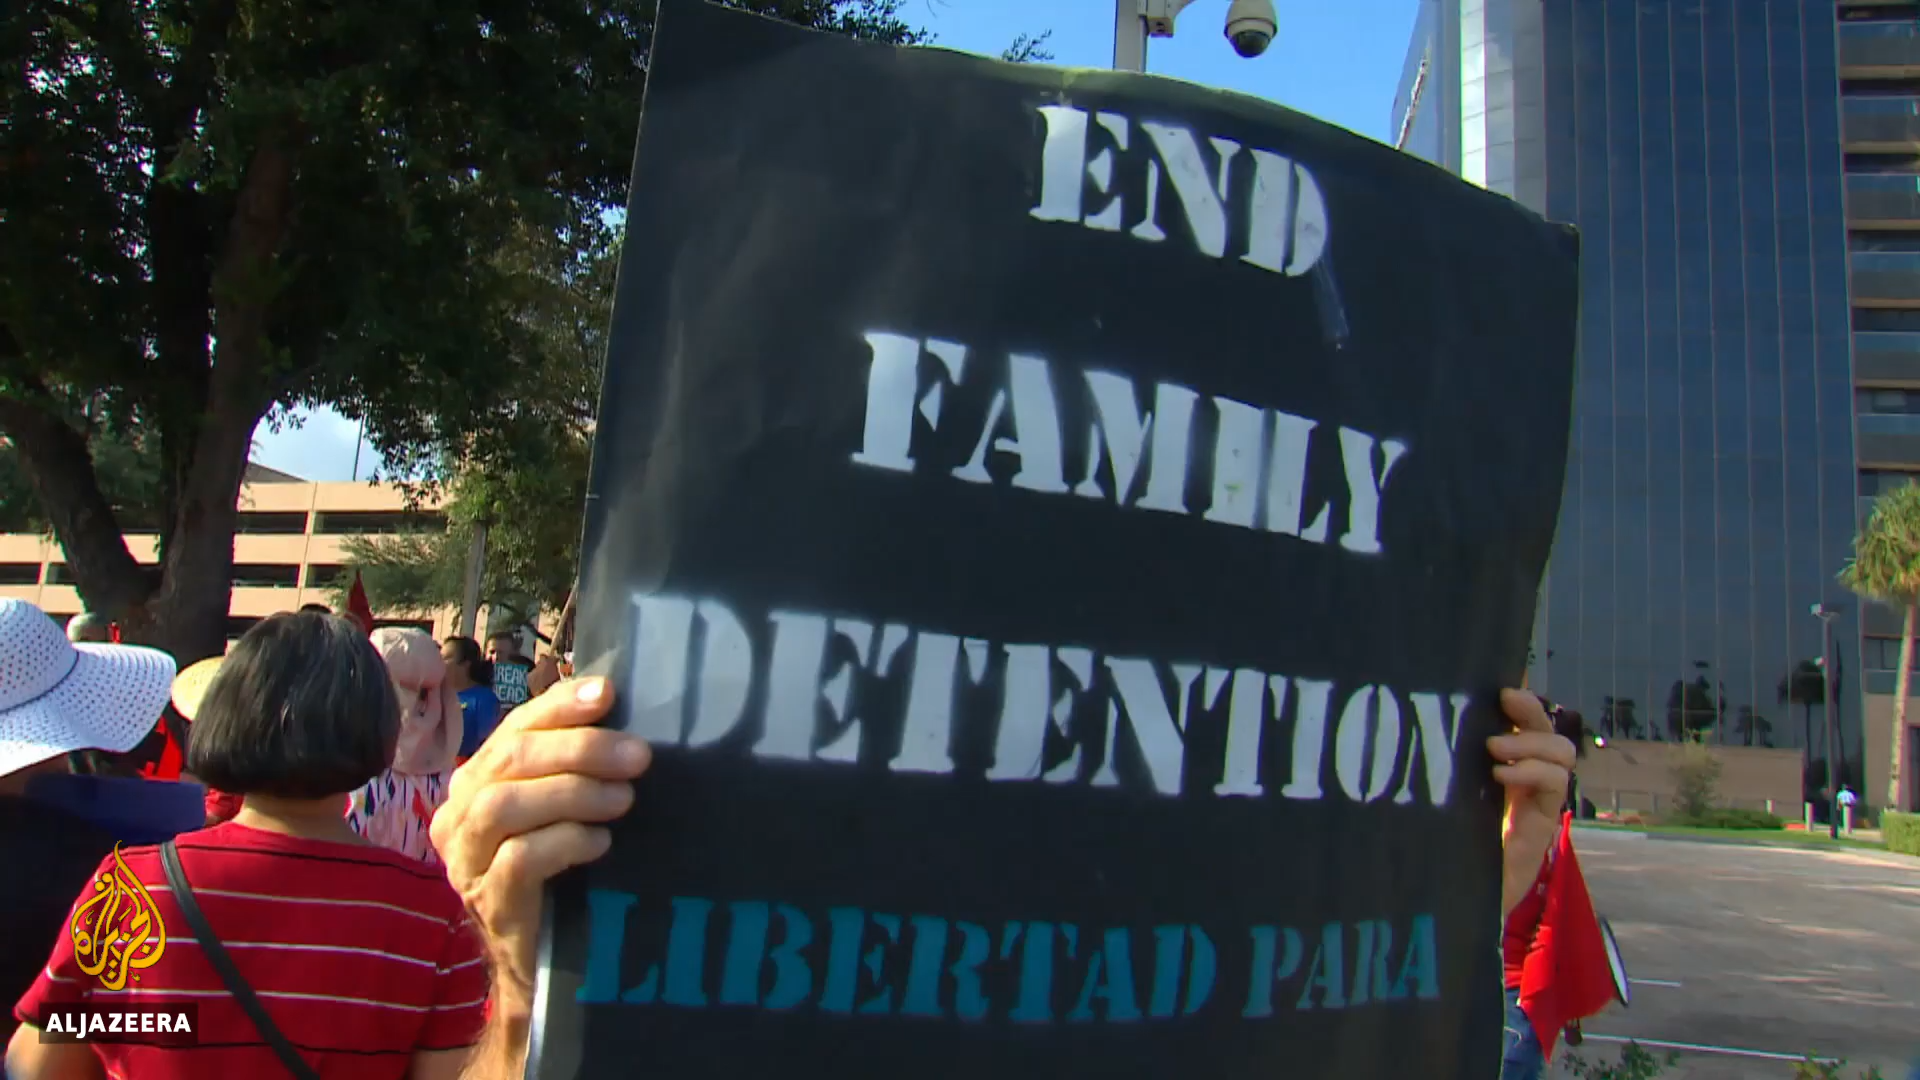 END
FAMILY
DETENTION
LIBERTAD PARA
ALJAZEERA